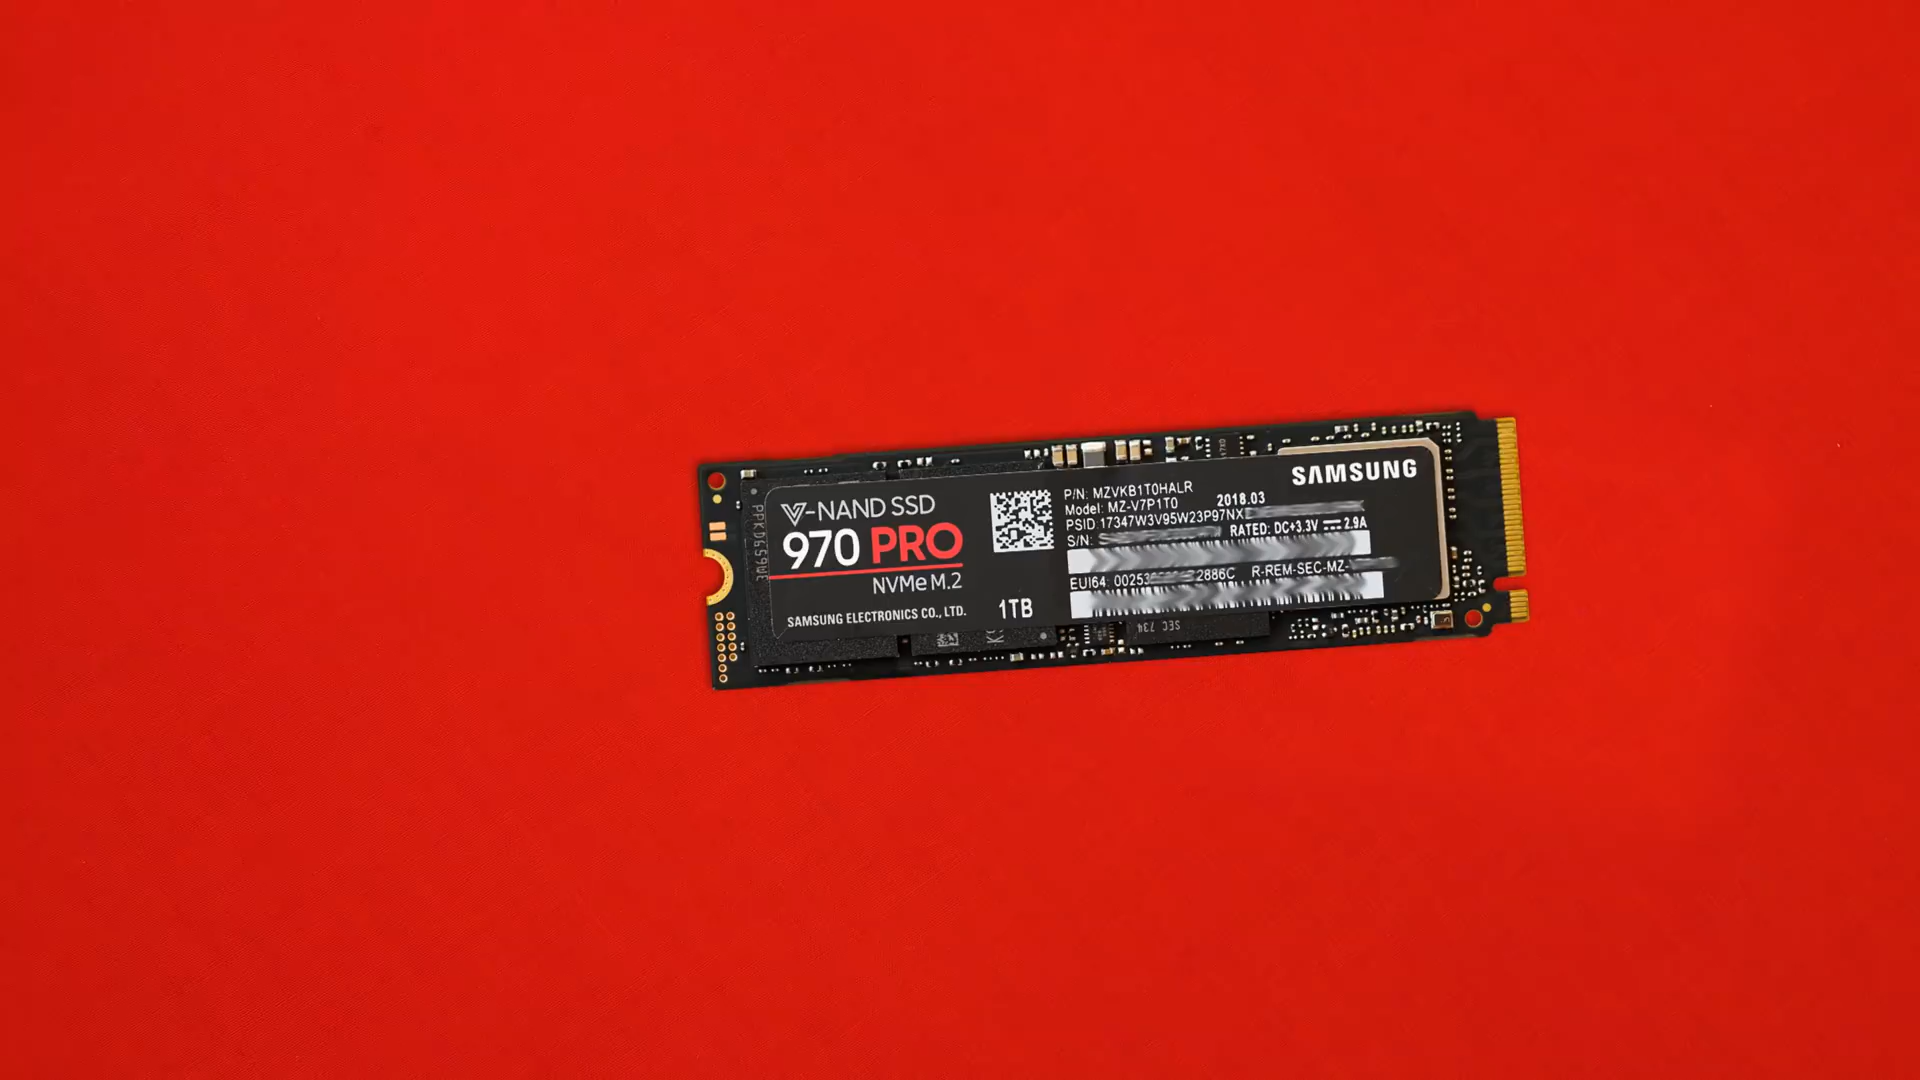 V-NAND SSD
970 PRO
NVMe M.2
SAMSUNG ELECTRONICS CO., LTD.
1TB
SAMSUNG
P/N: MZVKB1T0HALR
Model: MZ-V7P1T0
2018.03
PSID:17347W3V95W23P97NX
S/N:
RATED: DC+3.3V ⎓ 2.9A
EUI64: 00253
2886C
R-REM-SEC-MZ-
SEC 734